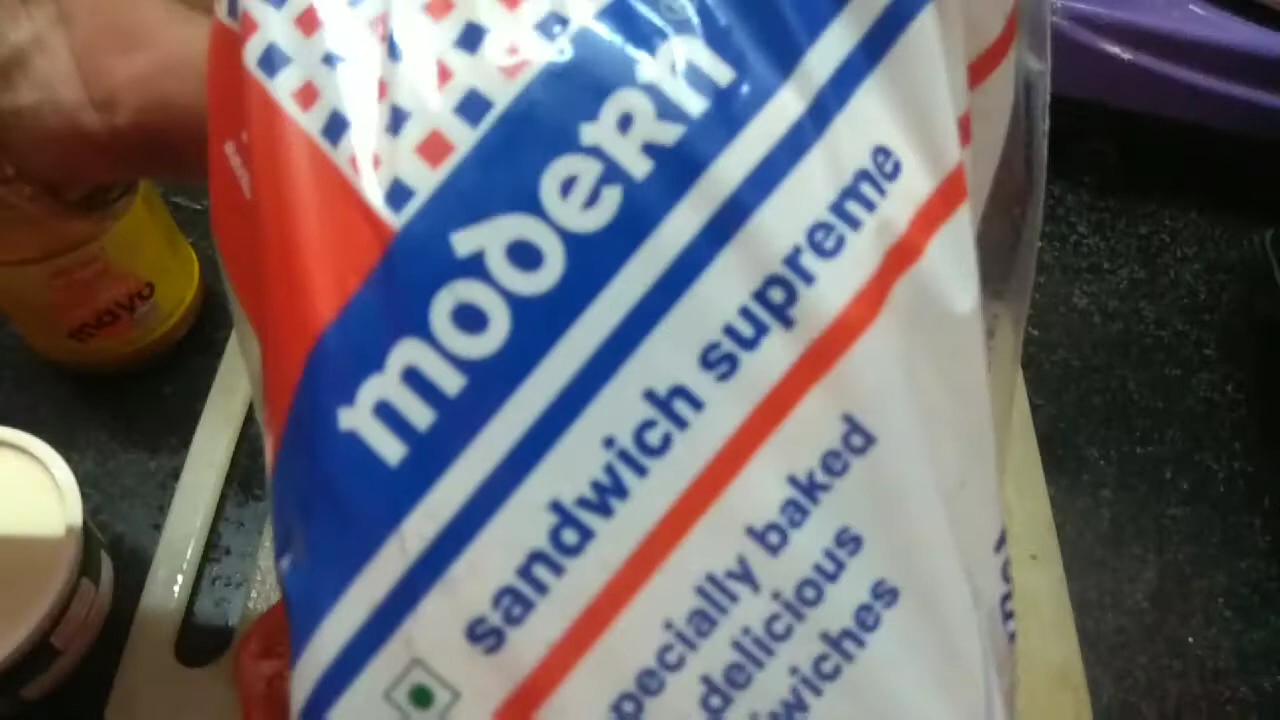 modern
sandwich supreme
pecially baked
delicious
wiches
mayo